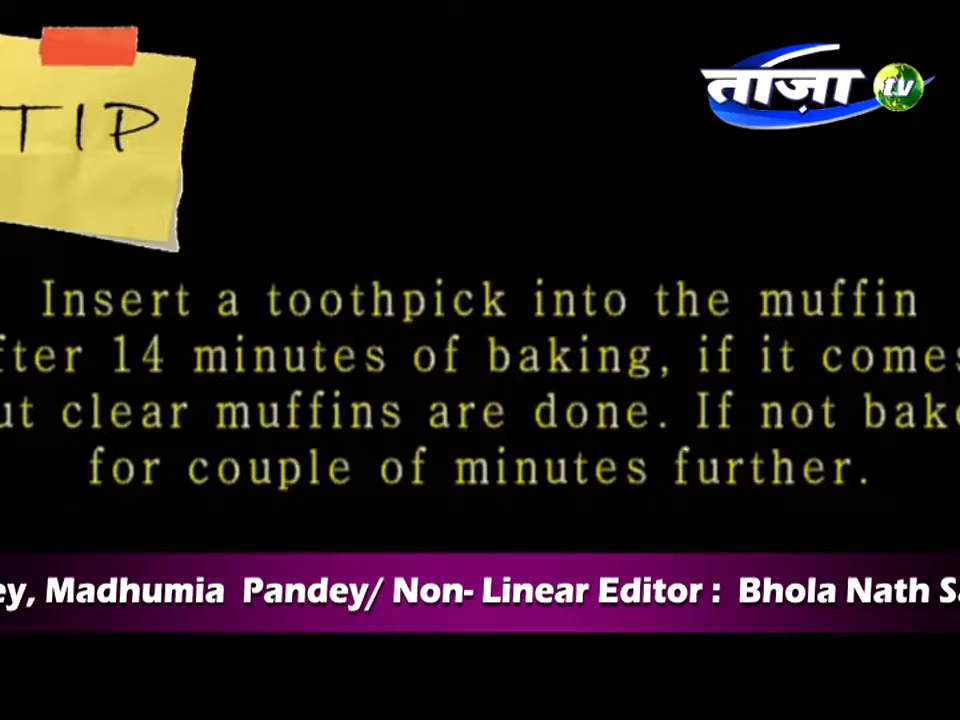 TIP
ताज़ा tv
Insert a toothpick into the muffin
fter 14 minutes of baking, if it comes
ut clear muffins are done. If not bake
for couple of minutes further.
ey, Madhumia Pandey/ Non- Linear Editor : Bhola Nath